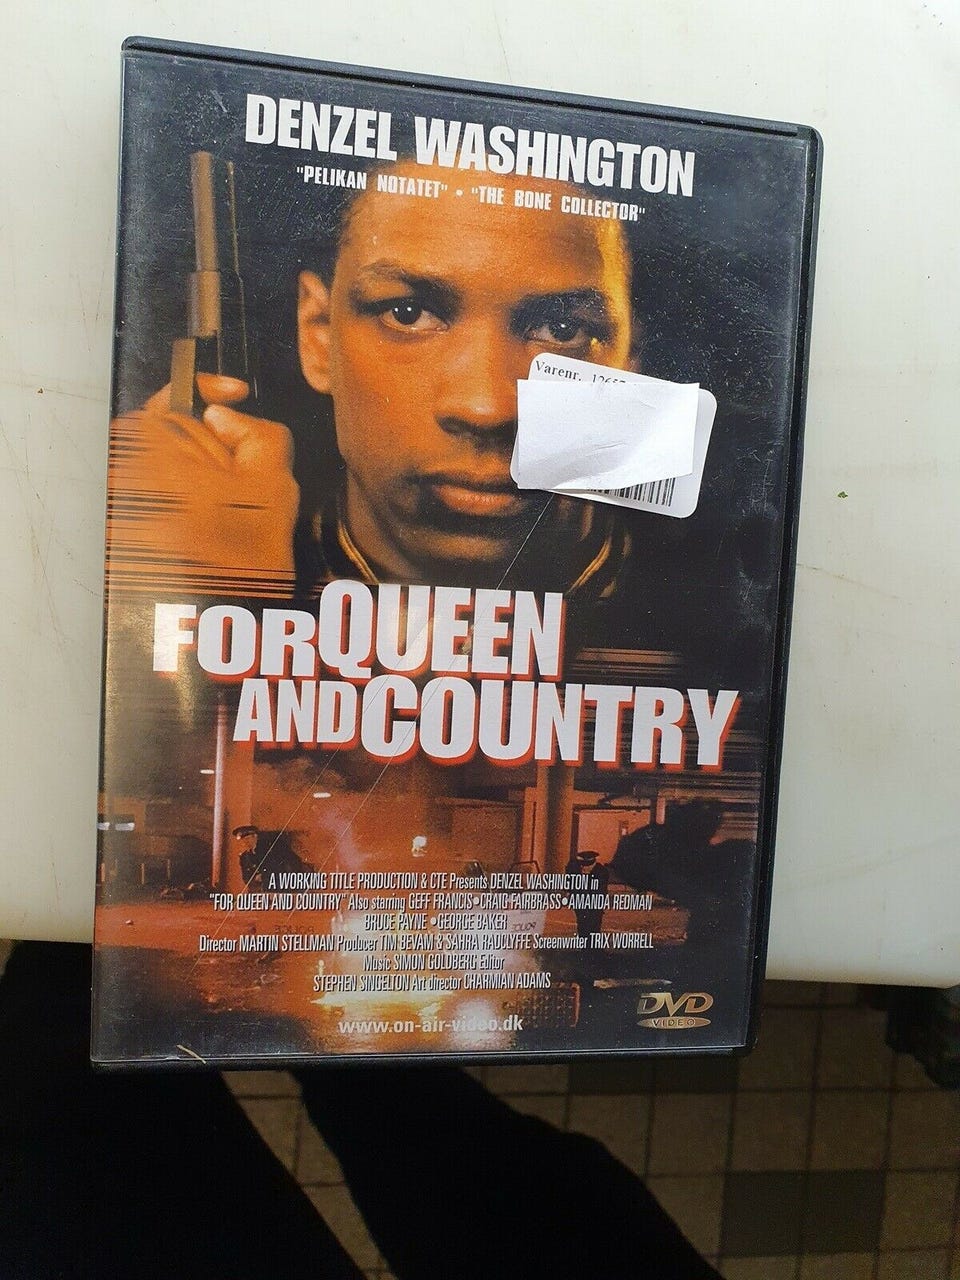 DENZEL WASHINGTON
"PELIKAN NOTATET" • "THE BONE COLLECTOR"
Varenr.
FOR QUEEN
AND COUNTRY
A WORKING TITLE PRODUCTION & CTE Presents DENZEL WASHINGTON in
"FOR QUEEN AND COUNTRY" Also starring GEFF FRANCIS•CRAIG FAIRBRASS•AMANDA REDMAN
BRUCE PAYNE •GEORGE BAKER
Director MARTIN STELLMAN Producer TIM BEVAM & SAHRA RADCLYFFE Screenwriter TRIX WORRELL
Music SIMON GOLDBERG Editor
STEPHEN SINGELTON Art director CHARMIAN ADAMS
www.on-air-video.dk
DVD
VIDEO